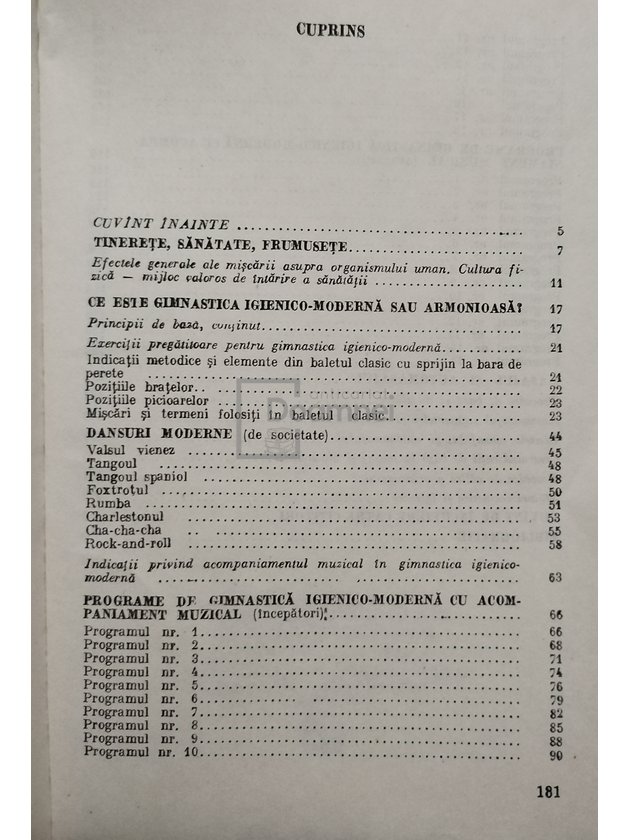 CUPRINS
CUVÎNT ÎNAINTE 5
TINEREȚE, SĂNĂTATE, FRUMUSEȚE 7
Efectele generale ale mișcării asupra organismului uman. Cultura fi-
zică — mijloc valoros de întărire a sănătății 11
CE ESTE GIMNASTICA IGIENICO-MODERNĂ SAU ARMONIOASĂ? 17
Principii de bază, conținut 17
Exerciții pregătitoare pentru gimnastica igienico-modernă 21
Indicații metodice și elemente din baletul clasic cu sprijin la bara de
perete 21
Pozițiile brațelor 22
Pozițiile picioarelor 23
Mișcări și termeni folosiți în baletul clasic 23
DANSURI MODERNE (de societate) 44
Valsul vienez 45
Tangoul 48
Tangoul spaniol 48
Foxtrotul 50
Rumba 51
Charlestonul 53
Cha-cha-cha 55
Rock-and-roll 58
Indicații privind acompaniamentul muzical în gimnastica igienico-
modernă 63
PROGRAME DE GIMNASTICĂ IGIENICO-MODERNĂ CU ACOM-
PANIAMENT MUZICAL (începători) 66
Programul nr. 1 66
Programul nr. 2 68
Programul nr. 3 71
Programul nr. 4 74
Programul nr. 5 76
Programul nr. 6 79
Programul nr. 7 82
Programul nr. 8 85
Programul nr. 9 88
Programul nr. 10 90
181